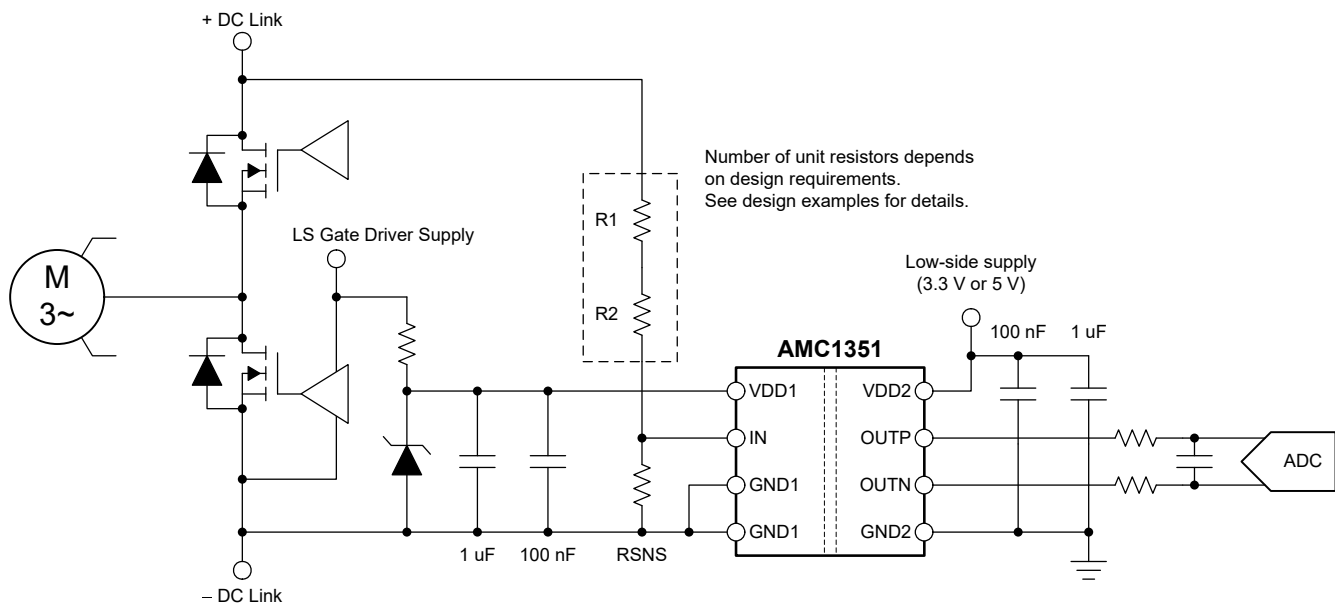 + DC Link
Number of unit resistors depends
on design requirements.
See design examples for details.
R1
LS Gate Driver Supply
M
3~
R2
Low-side supply
(3.3 V or 5 V)
100 nF
1 uF
AMC1351
VDD1
VDD2
IN
OUTP
ADC
GND1
OUTN
GND1
GND2
1 uF
100 nF
RSNS
– DC Link